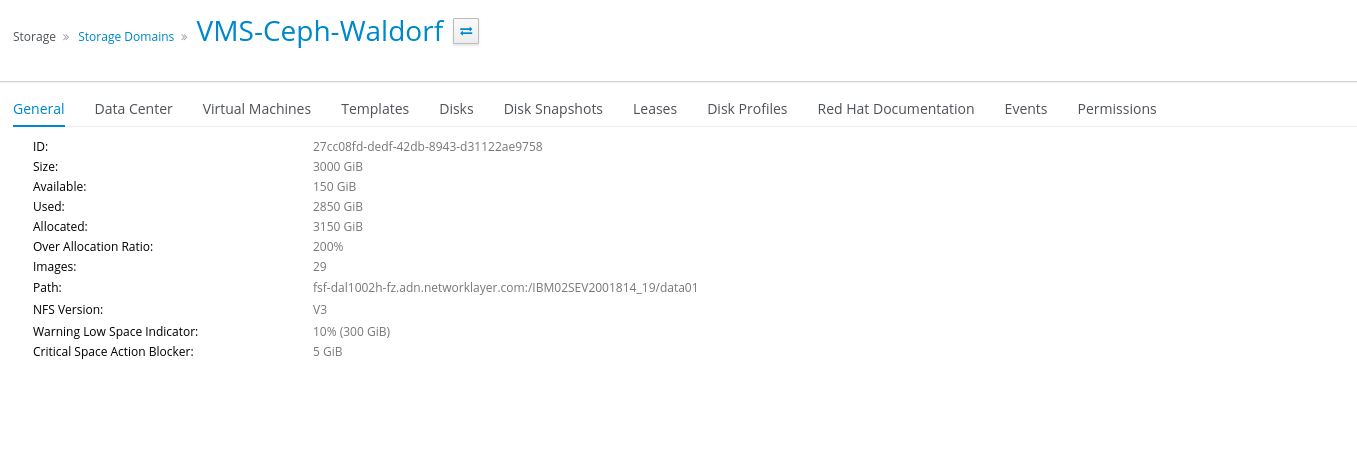 Storage » Storage Domains » VMS-Ceph-Waldorf
General Data Center Virtual Machines Templates Disks Disk Snapshots Leases Disk Profiles Red Hat Documentation Events Permissions
ID: 27cc08fd-dedf-42db-8943-d31122ae9758
Size: 3000 GiB
Available: 150 GiB
Used: 2850 GiB
Allocated: 3150 GiB
Over Allocation Ratio: 200%
Images: 29
Path: fsf-dal1002h-fz.adn.networklayer.com:/IBM02SEV2001814_19/data01
NFS Version: V3
Warning Low Space Indicator: 10% (300 GiB)
Critical Space Action Blocker: 5 GiB